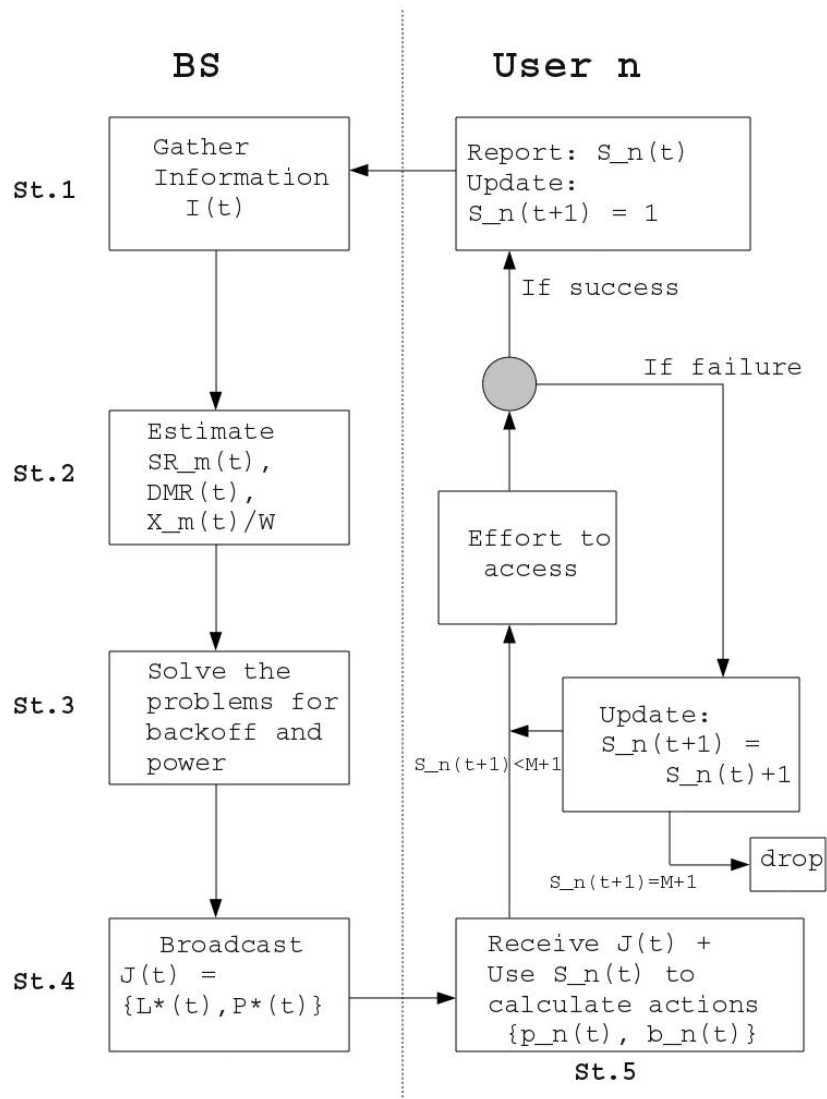 BS
User n
St.1
Gather
Information
I(t)
Report: S_n(t)
Update:
S_n(t+1) = 1
If success
If failure
St.2
Estimate
SR_m(t),
DMR(t),
X_m(t)/W
Effort to
access
St.3
Solve the
problems for
backoff and
power
Update:
S_n(t+1) =
S_n(t)+1
S_n(t+1)<M+1
drop
S_n(t+1)=M+1
St.4
Broadcast
J(t) =
{L*(t),P*(t)}
Receive J(t) +
Use S_n(t) to
calculate actions
{p_n(t), b_n(t)}
St.5